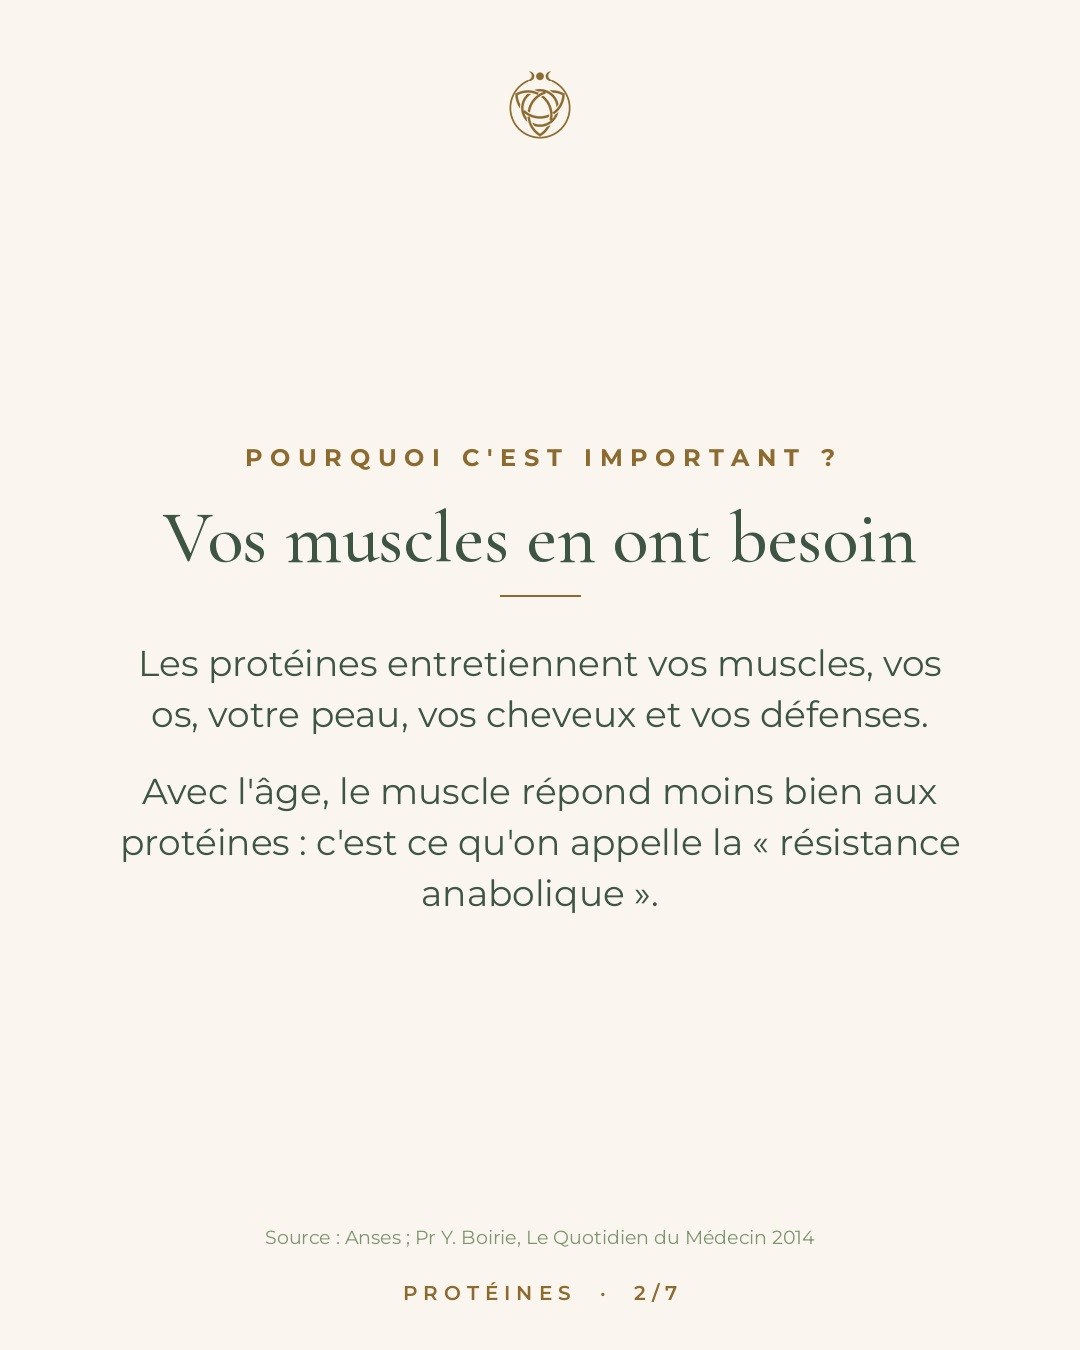 POURQUOI C'EST IMPORTANT ?
Vos muscles en ont besoin
Les protéines entretiennent vos muscles, vos
os, votre peau, vos cheveux et vos défenses.
Avec l'âge, le muscle répond moins bien aux
protéines : c'est ce qu'on appelle la « résistance
anabolique ».
Source : Anses ; Pr Y. Boirie, Le Quotidien du Médecin 2014
PROTÉINES · 2/7